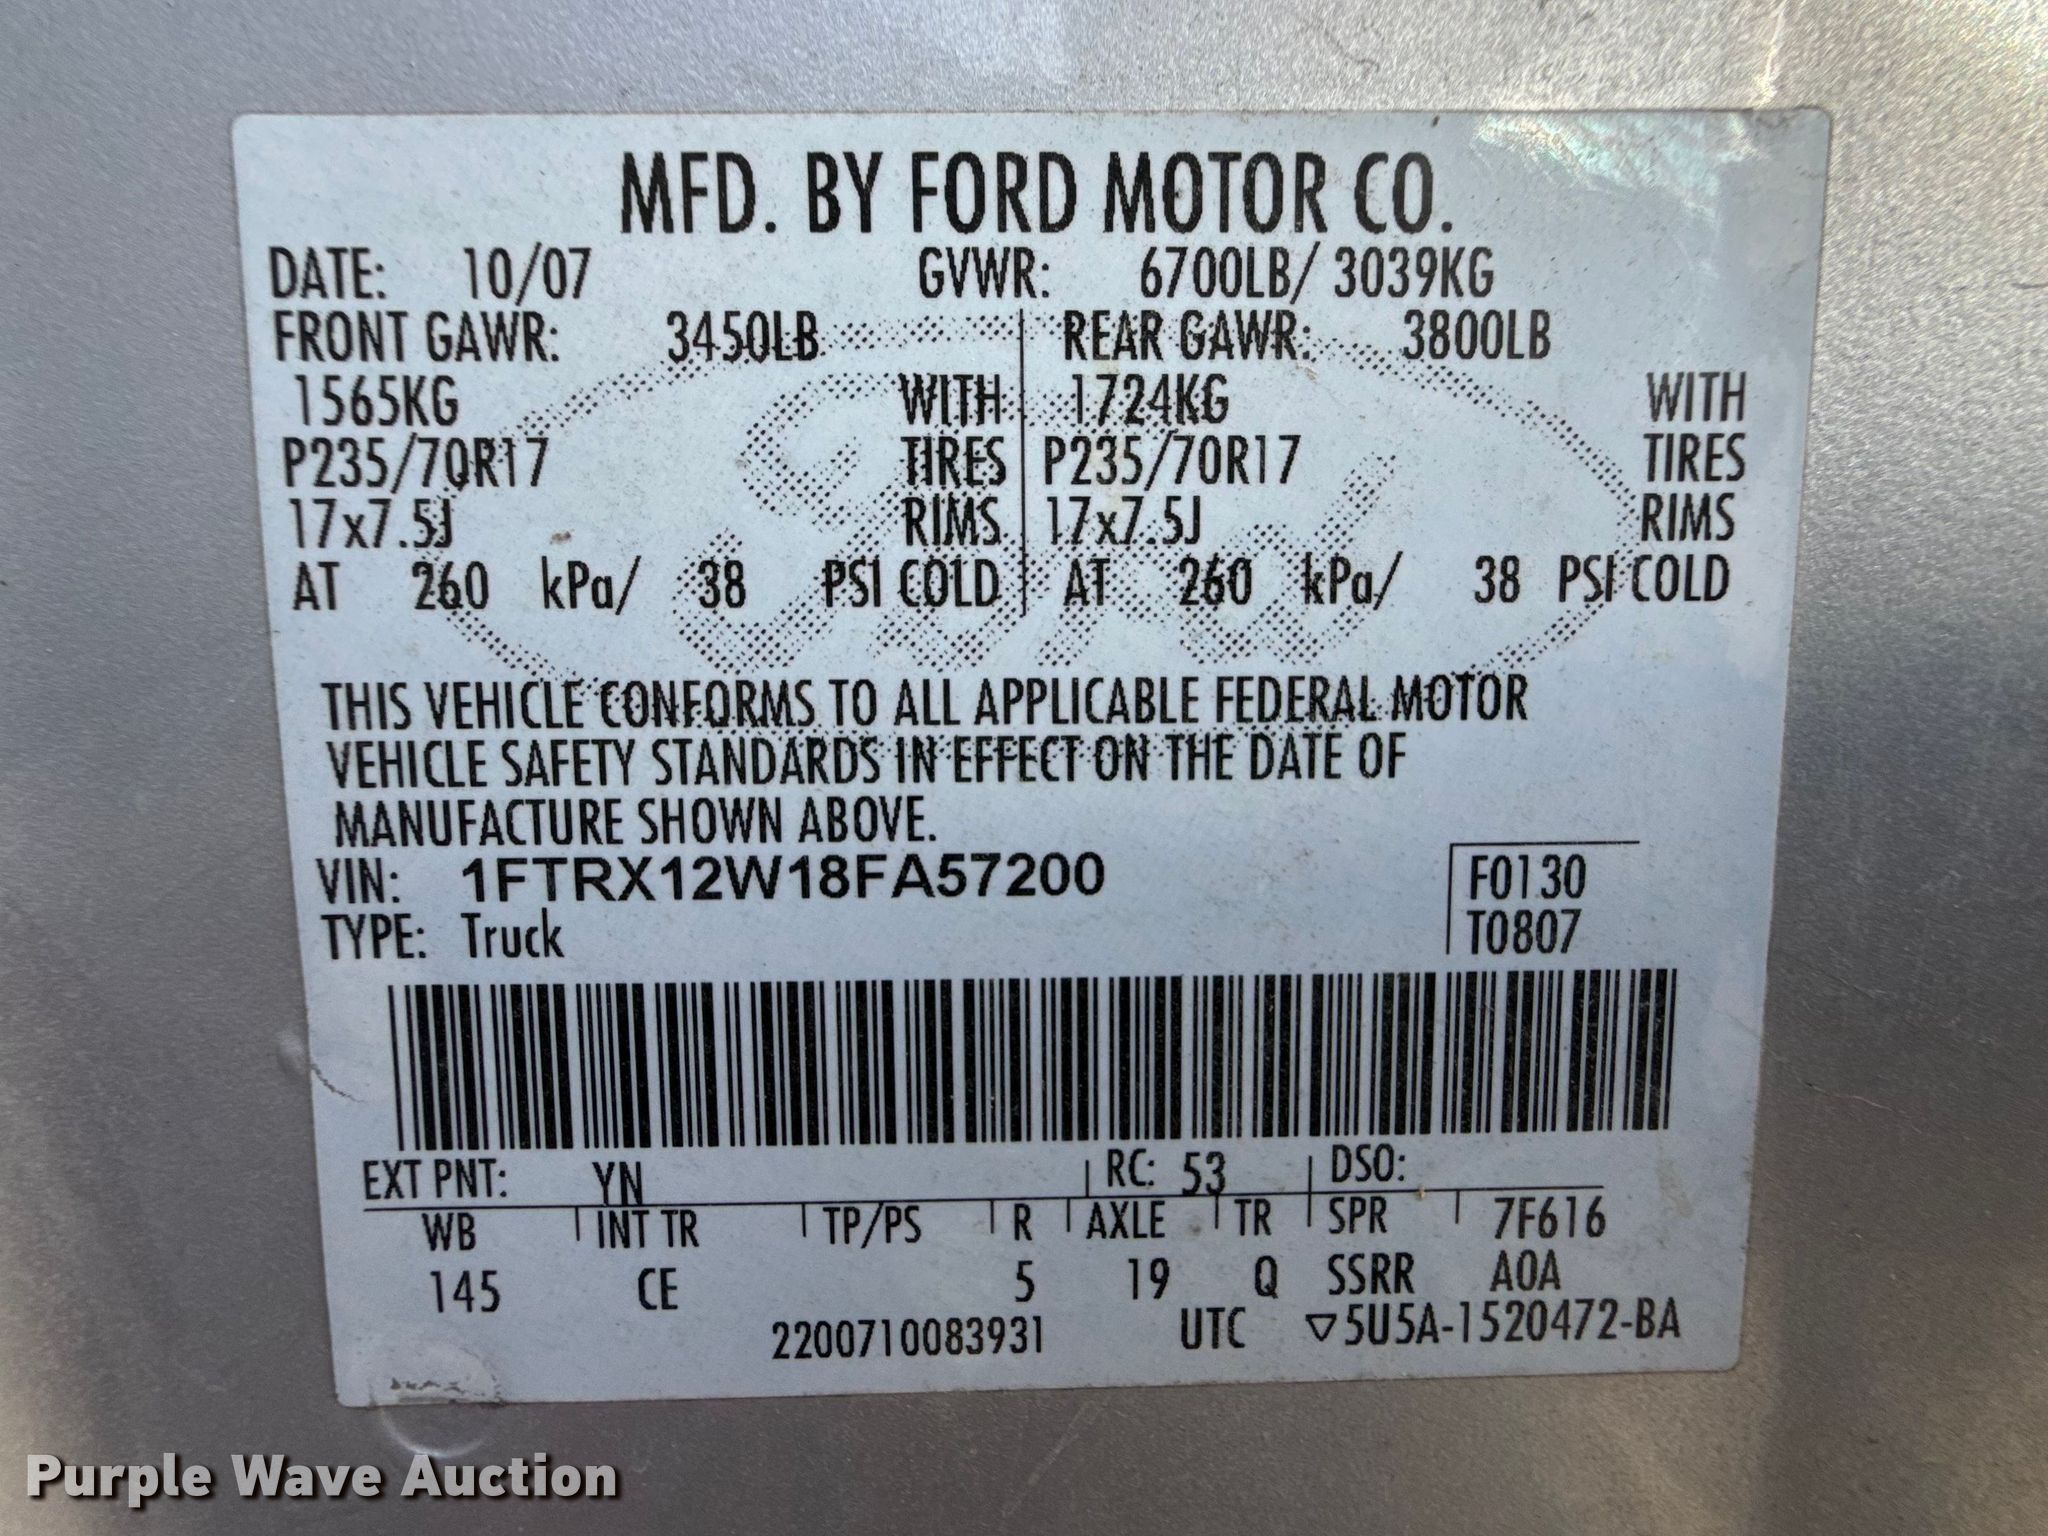 MFD. BY FORD MOTOR CO.
DATE: 10/07 GVWR: 6700LB/ 3039KG
FRONT GAWR: 3450LB REAR GAWR: 3800LB
1565KG WITH 1724KG WITH
P235/70R17 TIRES P235/70R17 TIRES
17x7.5J RIMS 17x7.5J RIMS
AT 260 kPa/ 38 PSI COLD AT 260 kPa/ 38 PSI COLD
Ford
THIS VEHICLE CONFORMS TO ALL APPLICABLE FEDERAL MOTOR
VEHICLE SAFETY STANDARDS IN EFFECT ON THE DATE OF
MANUFACTURE SHOWN ABOVE.
VIN: 1FTRX12W18FA57200 F0130
TYPE: Truck T0807
EXT PNT: YN RC: 53 DSO:
WB INT TR TP/PS R AXLE TR SPR 7F616
145 CE 5 19 Q SSRR A0A
2200710083931 UTC ▽5U5A-1520472-BA
Purple Wave Auction